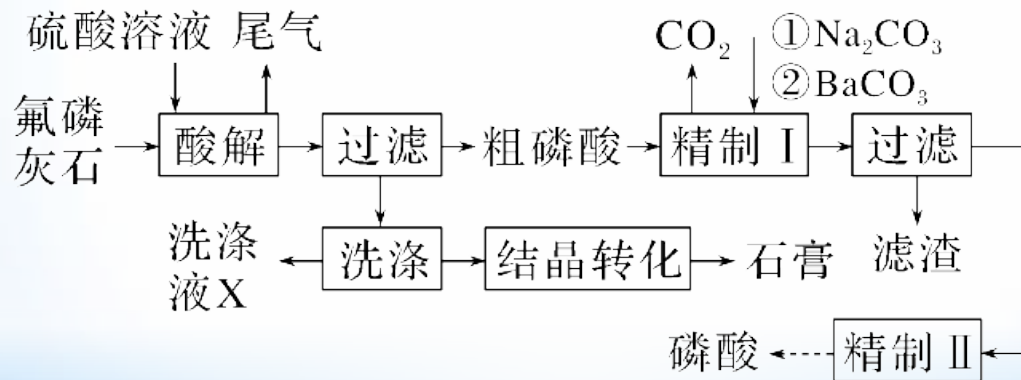 硫酸溶液 尾气
CO₂
①Na₂CO₃
②BaCO₃
氟磷
灰石
酸解
过滤
粗磷酸
精制Ⅰ
过滤
洗涤
液X
洗涤
结晶转化
石膏
滤渣
磷酸
精制Ⅱ